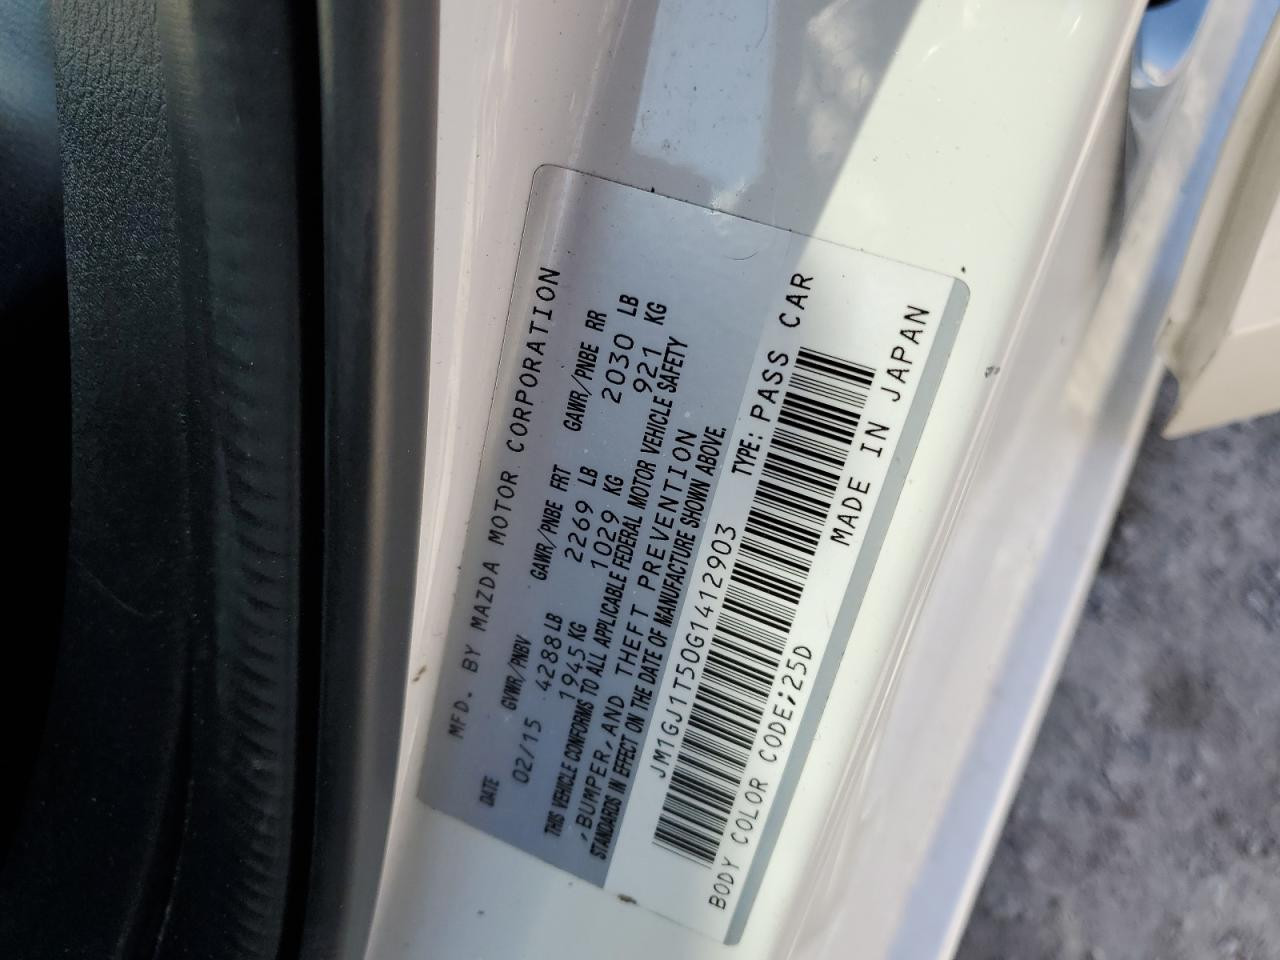 MFD. BY MAZDA MOTOR CORPORATION
DATE GVWR/PNBV GAWR/PNBE FRT GAWR/PNBE RR
02/15 4288 LB 2269 LB 2030 LB
1945 KG 1029 KG 921 KG
THIS VEHICLE CONFORMS TO ALL APPLICABLE FEDERAL MOTOR VEHICLE SAFETY
,BUMPER, AND THEFT PREVENTION
STANDARDS IN EFFECT ON THE DATE OF MANUFACTURE SHOWN ABOVE.
JM1GJ1T50G1412903 TYPE: PASS CAR
BODY COLOR CODE;25D MADE IN JAPAN